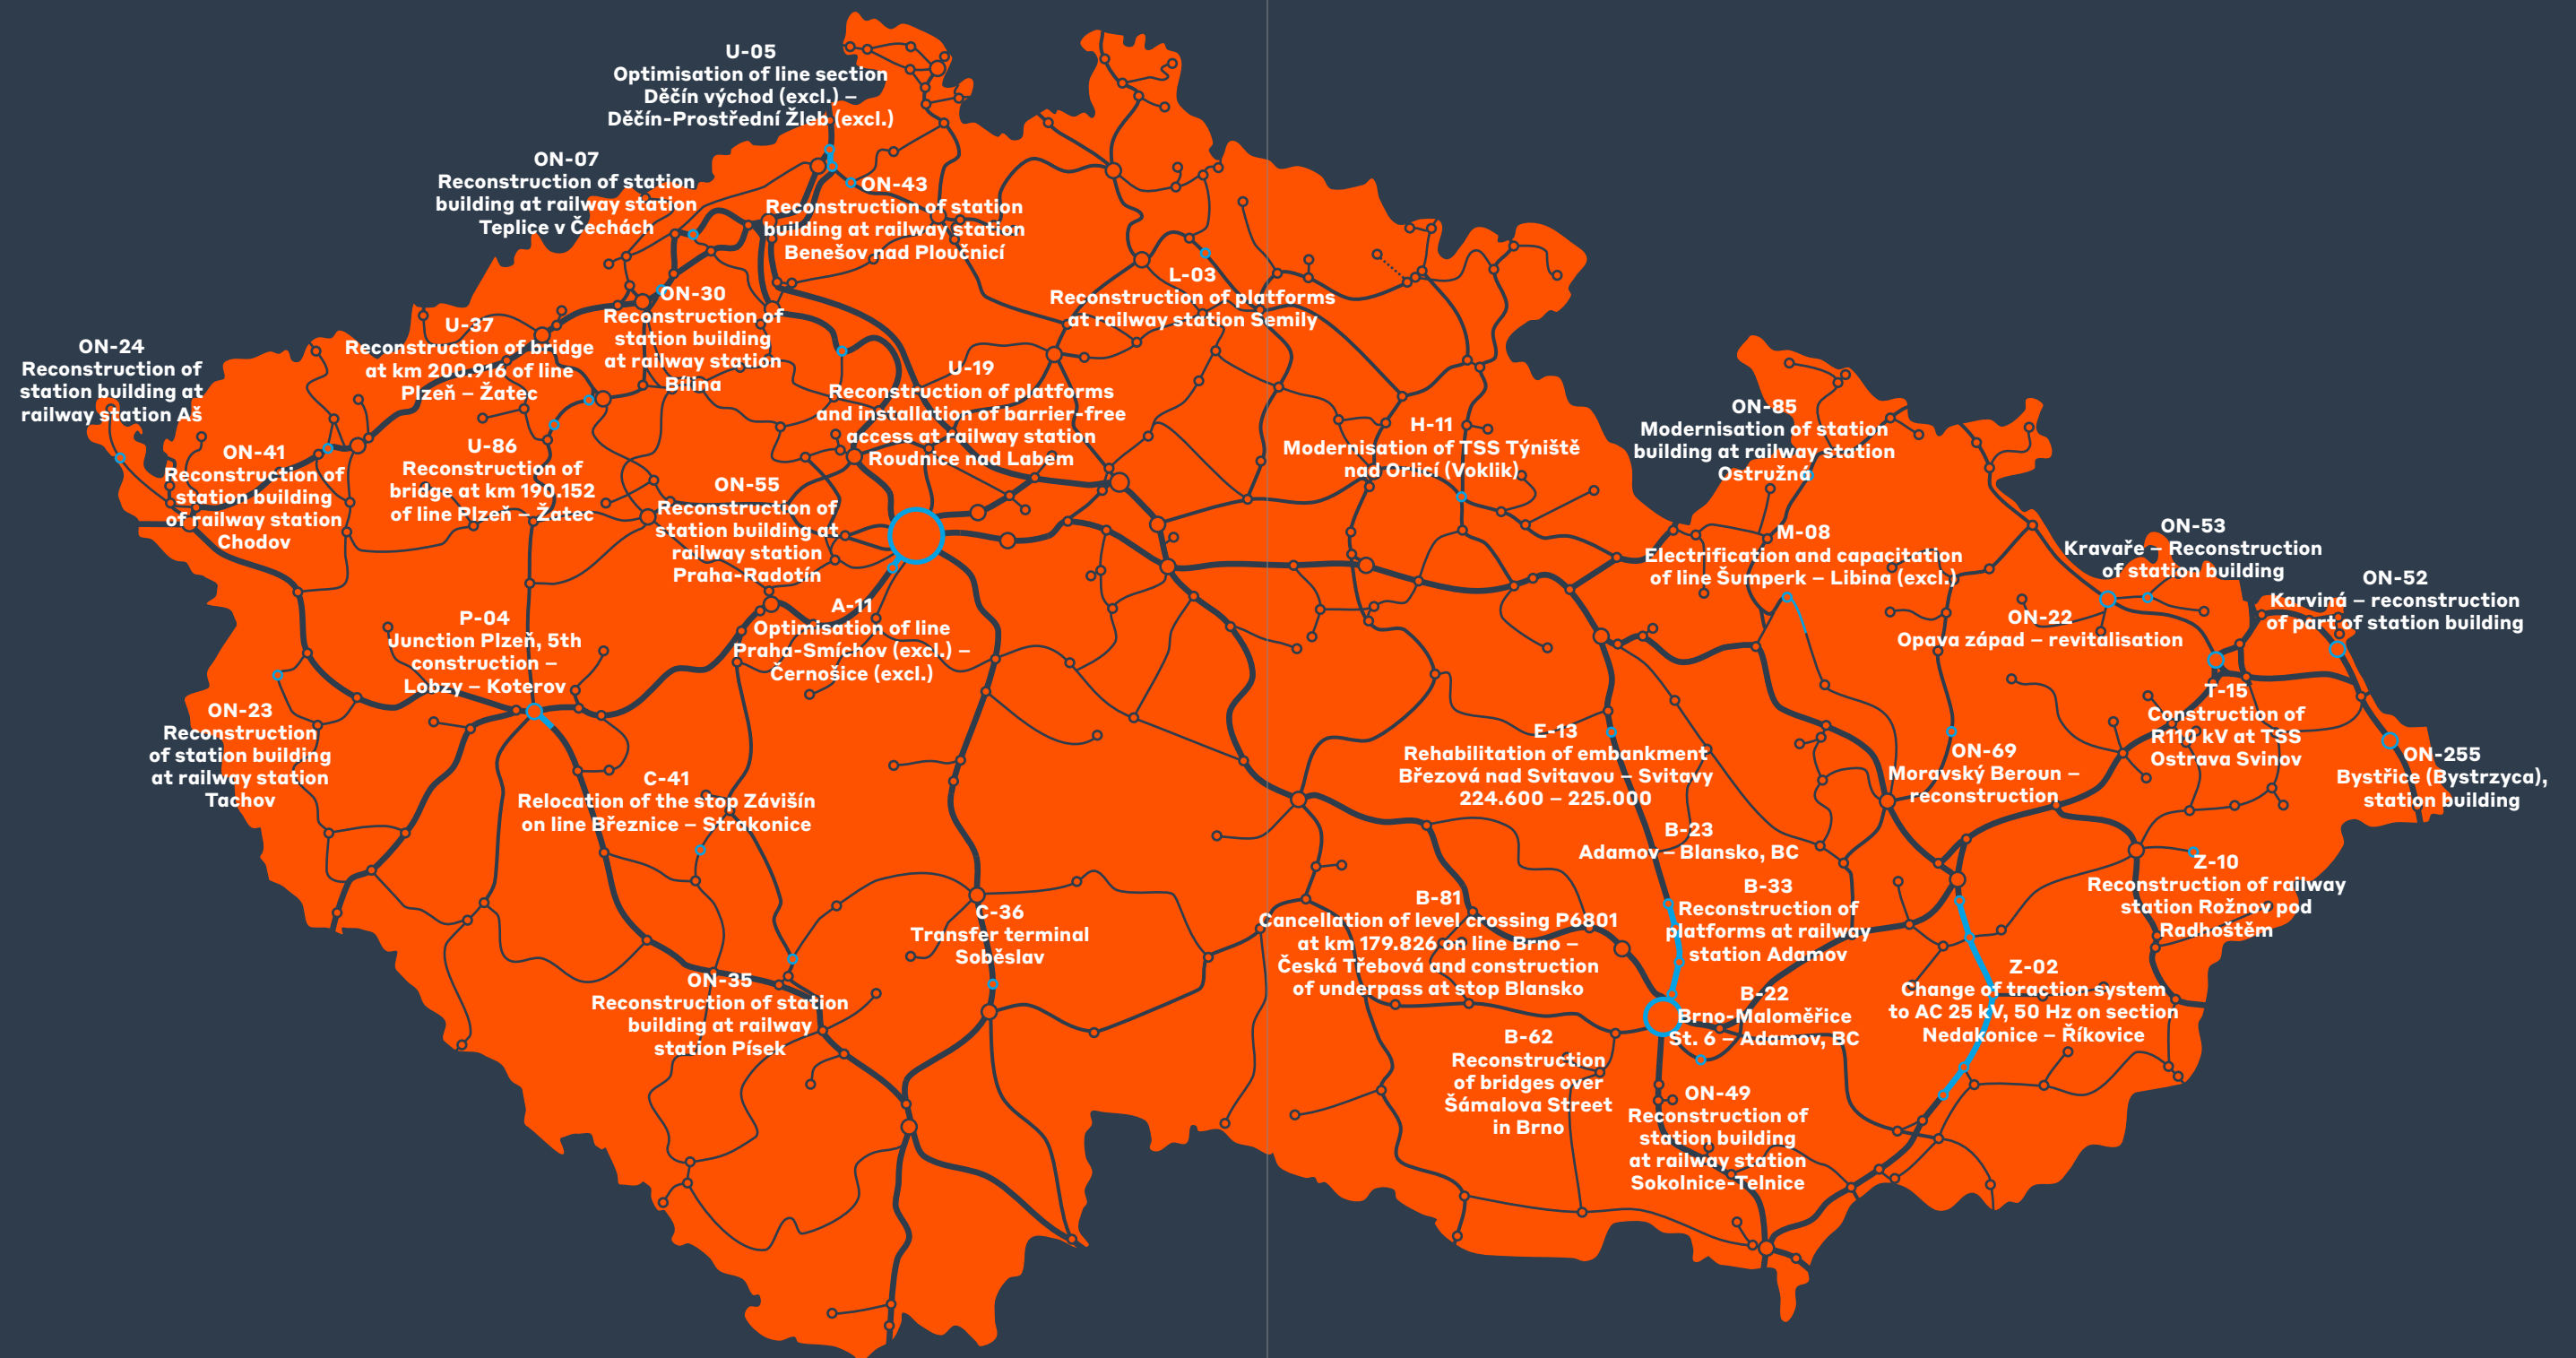 U-05
Optimisation of line section
Děčín východ (excl.) –
Děčín-Prostřední Žleb (excl.)
ON-07
Reconstruction of station
building at railway station
Teplice v Čechách
ON-43
Reconstruction of station
building at railway station
Benešov nad Ploučnicí
L-03
Reconstruction of platforms
at railway station Semily
ON-30
Reconstruction of
station building
at railway station
Bílina
U-37
Reconstruction of bridge
at km 200.916 of line
Plzeň – Žatec
ON-24
Reconstruction of
station building at
railway station Aš
U-19
Reconstruction of platforms
and installation of barrier-free
access at railway station
Roudnice nad Labem
ON-41
Reconstruction of
station building
of railway station
Chodov
U-86
Reconstruction of
bridge at km 190.152
of line Plzeň – Žatec
ON-55
Reconstruction of
station building at
railway station
Praha-Radotín
H-11
Modernisation of TSS Týniště
nad Orlicí (Voklik)
ON-85
Modernisation of station
building at railway station
Ostružná
M-08
Electrification and capacitation
of line Šumperk – Libina (excl.)
ON-53
Kravaře – Reconstruction
of station building
ON-52
Karviná – reconstruction
of part of station building
ON-22
Opava západ – revitalisation
A-11
Optimisation of line
Praha-Smíchov (excl.) –
Černošice (excl.)
P-04
Uunction Plzeň, 5th
construction –
Lobzy – Koterov
ON-23
Reconstruction
of station building
at railway station
Tachov
T-15
Construction of
R110 kV at TSS
Ostrava Svinov
E-13
Rehabilitation of embankment
Březová nad Svitavou – Svitavy
224.600 – 225.000
ON-69
Moravský Beroun –
reconstruction
ON-255
Bystřice (Bystrzyca),
station building
C-41
Relocation of the stop Závišín
on line Březnice – Strakonice
B-23
Adamov – Blansko, BC
Z-10
Reconstruction of railway
station Rožnov pod
Radhoštěm
C-36
Transfer terminal
Soběslav
B-81
Cancellation of level crossing P6801
at km 179.826 on line Brno –
Česká Třebová and construction
of underpass at stop Blansko
B-33
Reconstruction of
platforms at railway
station Adamov
ON-35
Reconstruction of station
building at railway
station Písek
Z-02
Change of traction system
to AC 25 kV, 50 Hz on section
Nedakonice – Říkovice
B-22
Brno-Maloměřice
St. 6 – Adamov, BC
B-62
Reconstruction
of bridges over
Šámalova Street
in Brno
ON-49
Reconstruction of
station building
at railway station
Sokolnice-Telnice